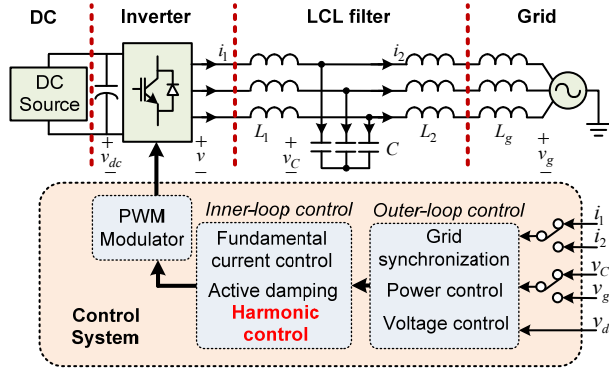 DC Inverter LCL filter Grid
i1 i2
DC
Source
L1 C L2 Lg
+ vdc − + v − + vC − + vg −
Inner-loop control Outer-loop control
PWM
Modulator
Fundamental
current control
Active damping
Harmonic
control
Grid
synchronization
Power control
Voltage control
i1
i2
vC
vg
vd
Control
System